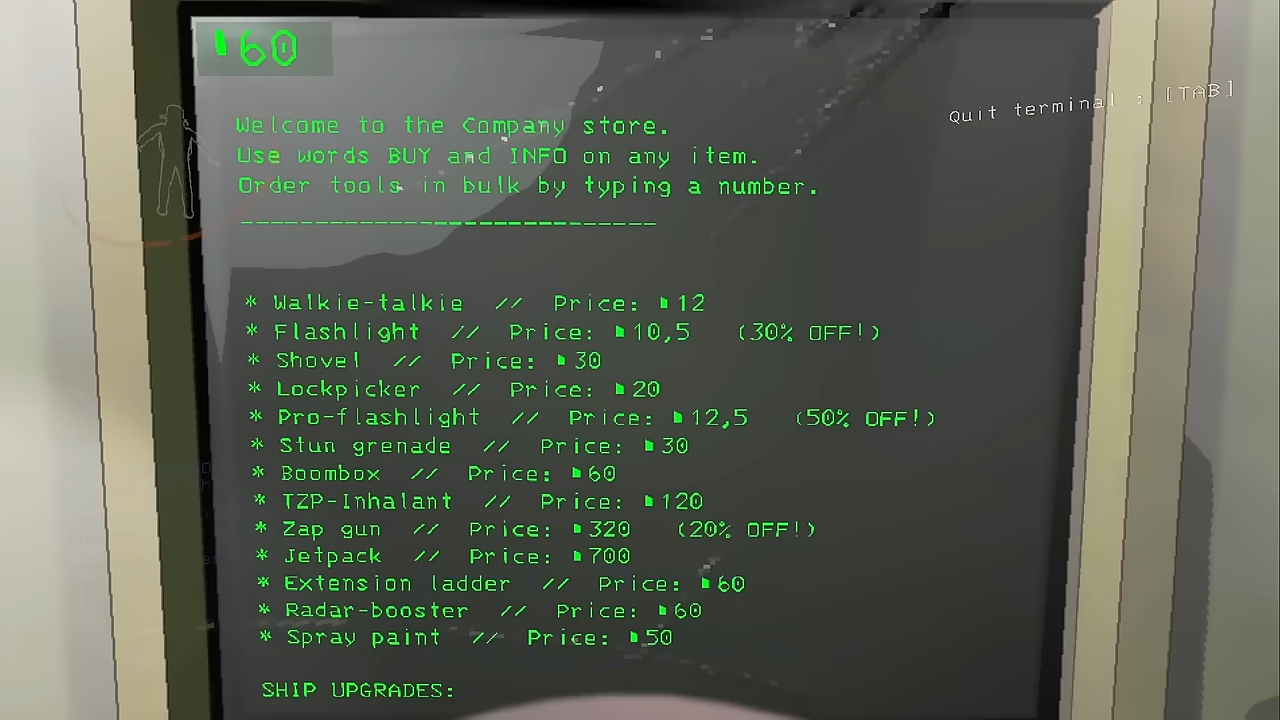 ▮60
Quit terminal : [TAB]
Welcome to the Company store.
Use words BUY and INFO on any item.
Order tools in bulk by typing a number.
____________________________
* Walkie-talkie // Price: ▮12
* Flashlight // Price: ▮10,5 (30% OFF!)
* Shovel // Price: ▮30
* Lockpicker // Price: ▮20
* Pro-flashlight // Price: ▮12,5 (50% OFF!)
* Stun grenade // Price: ▮30
* Boombox // Price: ▮60
* TZP-Inhalant // Price: ▮120
* Zap gun // Price: ▮320 (20% OFF!)
* Jetpack // Price: ▮700
* Extension ladder // Price: ▮60
* Radar-booster // Price: ▮60
* Spray paint // Price: ▮50
SHIP UPGRADES: